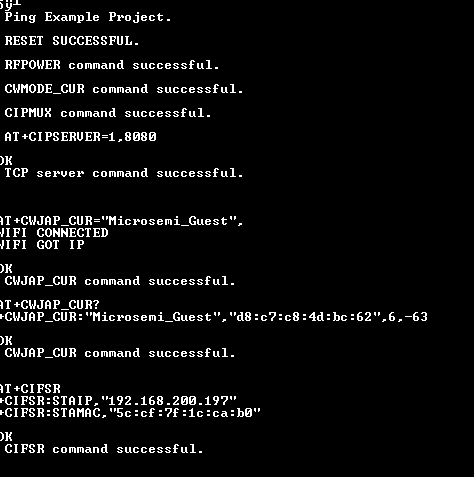 Ping Example Project.
RESET SUCCESSFUL.
RFPOWER command successful.
CWMODE_CUR command successful.
CIPMUX command successful.
AT+CIPSERVER=1,8080
OK
TCP server command successful.
AT+CWJAP_CUR="Microsemi_Guest",
WIFI CONNECTED
WIFI GOT IP
OK
CWJAP_CUR command successful.
AT+CWJAP_CUR?
+CWJAP_CUR:"Microsemi_Guest","d8:c7:c8:4d:bc:62",6,-63
OK
CWJAP_CUR command successful.
AT+CIFSR
+CIFSR:STAIP,"192.168.200.197"
+CIFSR:STAMAC,"5c:cf:7f:1c:ca:b0"
OK
CIFSR command successful.